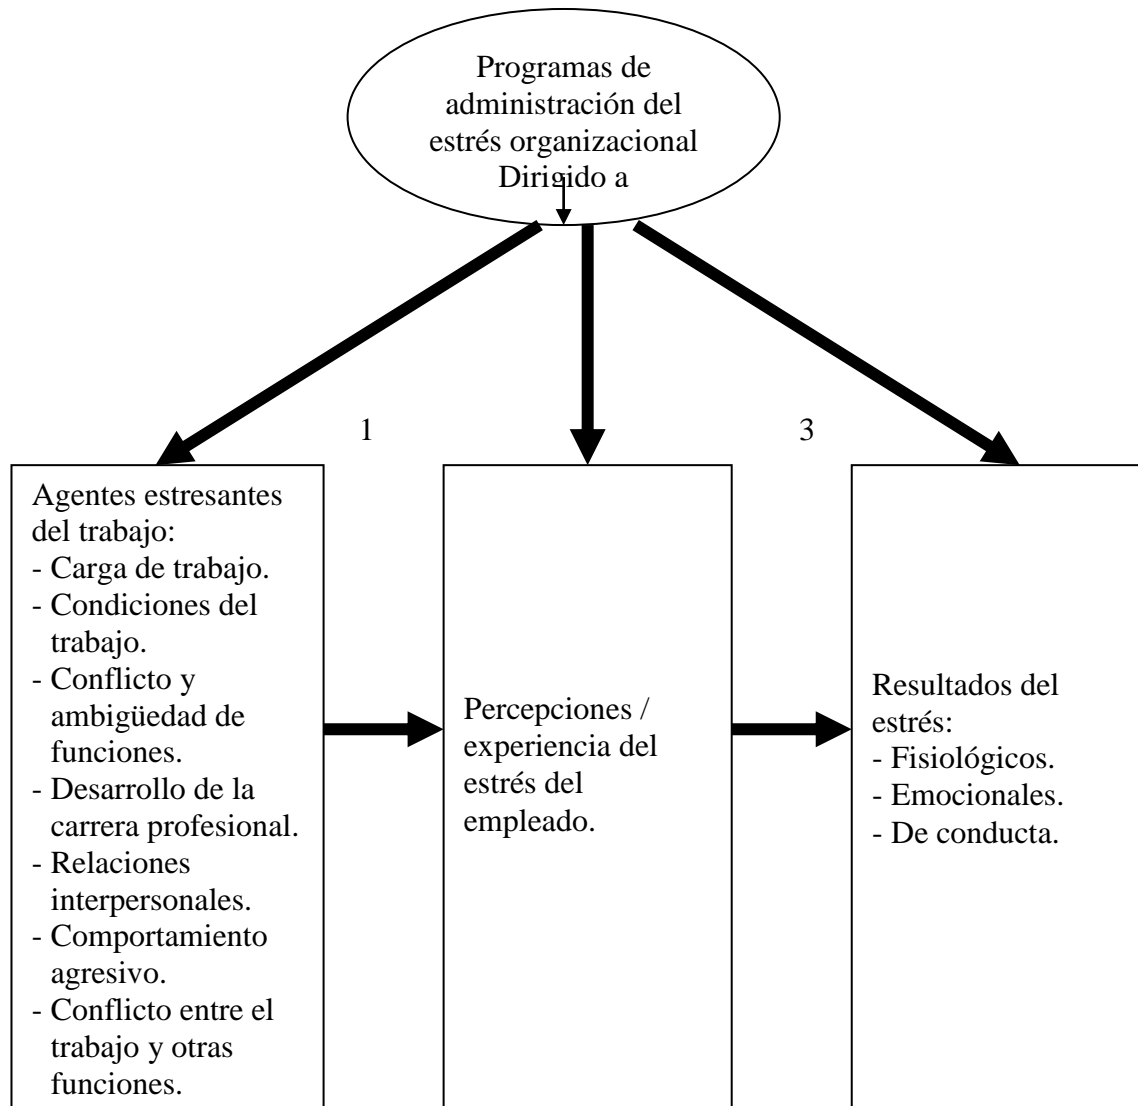 Programas de
administración del
estrés organizacional
Dirigido a
1
3
Agentes estresantes
del trabajo:
- Carga de trabajo.
- Condiciones del
trabajo.
- Conflicto y
ambigüedad de
funciones.
- Desarrollo de la
carrera profesional.
- Relaciones
interpersonales.
- Comportamiento
agresivo.
- Conflicto entre el
trabajo y otras
funciones.
Percepciones /
experiencia del
estrés del
empleado.
Resultados del
estrés:
- Fisiológicos.
- Emocionales.
- De conducta.